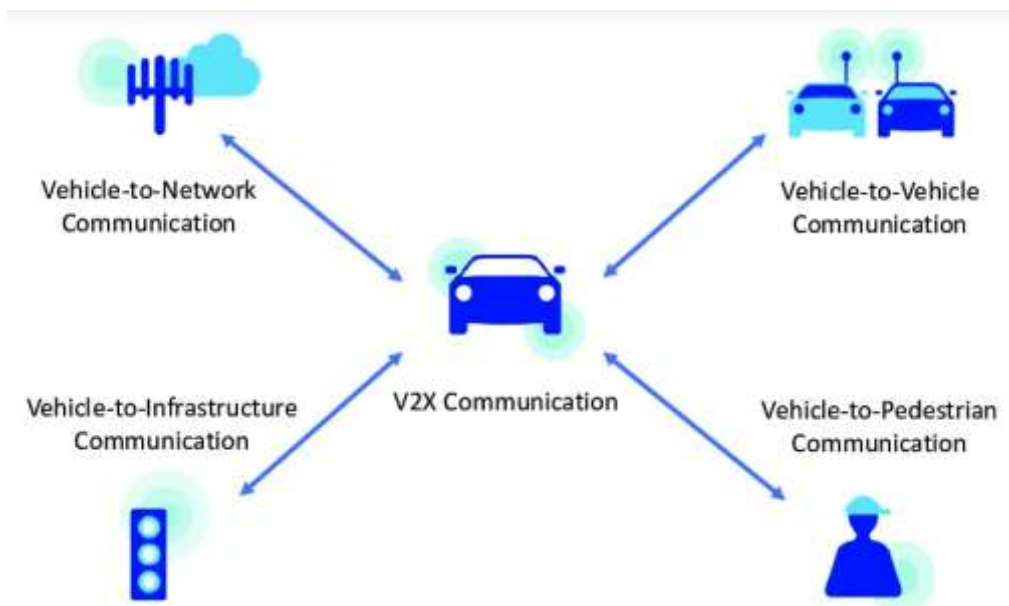 Vehicle-to-Network
Communication
Vehicle-to-Vehicle
Communication
V2X Communication
Vehicle-to-Infrastructure
Communication
Vehicle-to-Pedestrian
Communication